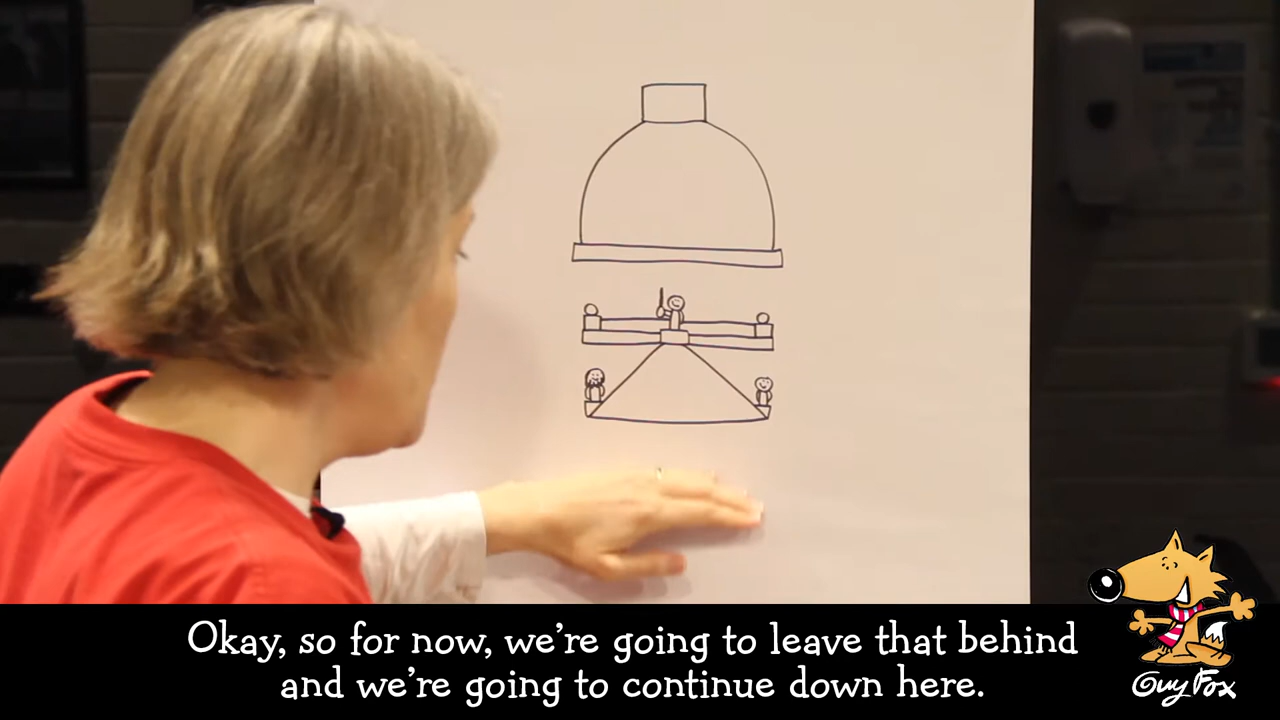 Okay, so for now, we're going to leave that behind
and we're going to continue down here.
Guy Fox